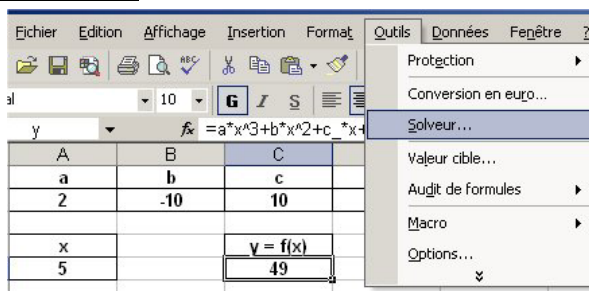 Fichier Edition Affichage Insertion Format Outils Données Fenêtre ?
10 G I S
y fx =a*x^3+b*x^2+c_*x+
A B C
a b c
2 -10 10
x y = f(x)
5 49
Protection
Conversion en euro...
Solveur...
Valeur cible...
Audit de formules
Macro
Options...